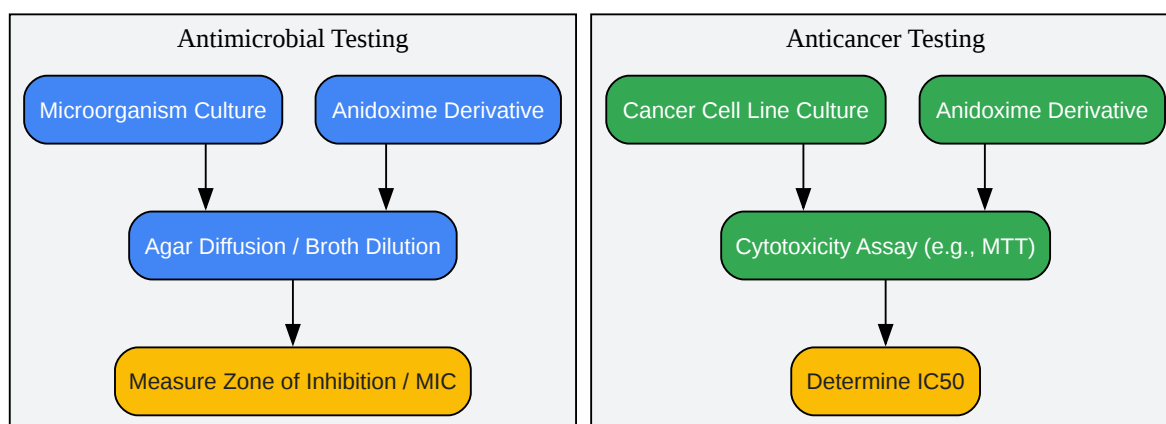 Antimicrobial Testing
Microorganism Culture
Anidoxime Derivative
Agar Diffusion / Broth Dilution
Measure Zone of Inhibition / MIC
Anticancer Testing
Cancer Cell Line Culture
Anidoxime Derivative
Cytotoxicity Assay (e.g., MTT)
Determine IC50